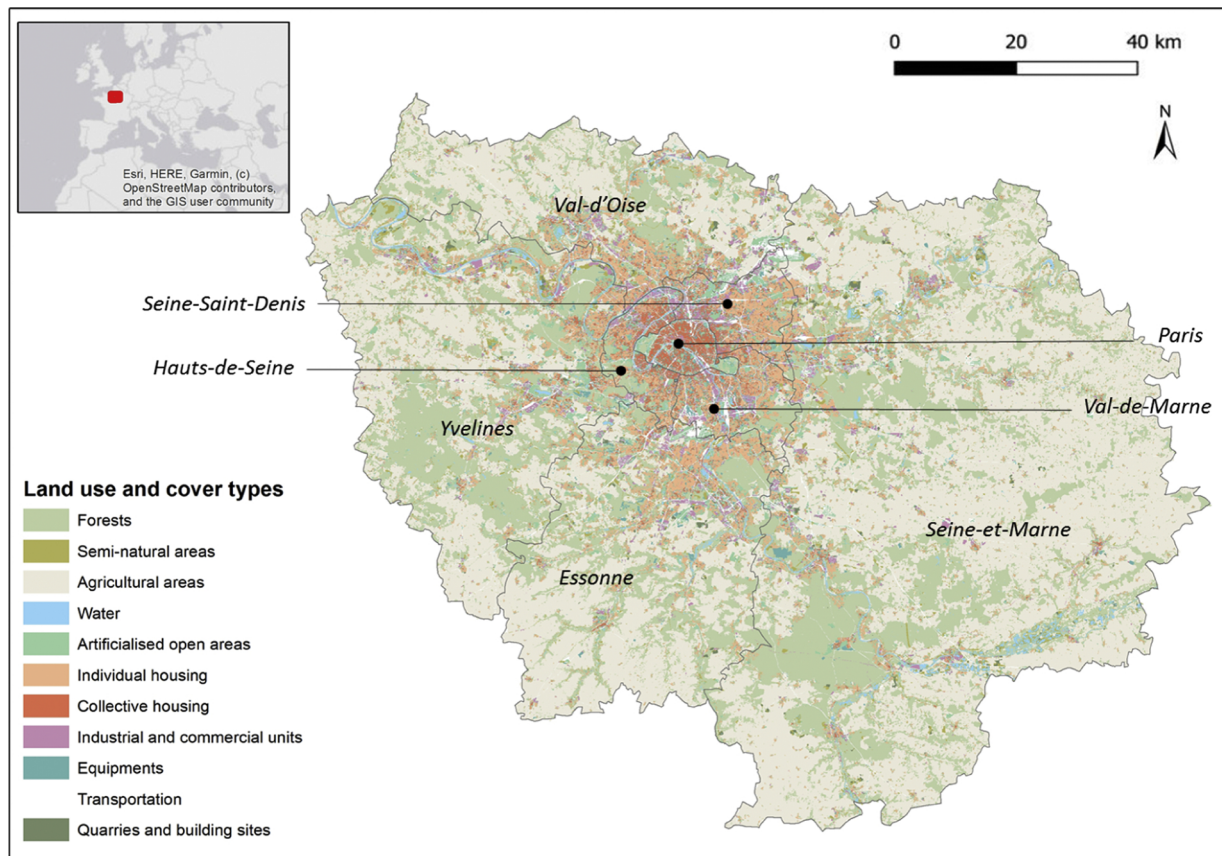 0 20 40 km
N
Esri, HERE, Garmin, (c)
OpenStreetMap contributors,
and the GIS user community
Val-d'Oise
Seine-Saint-Denis
Paris
Hauts-de-Seine
Val-de-Marne
Yvelines
Seine-et-Marne
Essonne
Land use and cover types
Forests
Semi-natural areas
Agricultural areas
Water
Artificialised open areas
Individual housing
Collective housing
Industrial and commercial units
Equipments
Transportation
Quarries and building sites